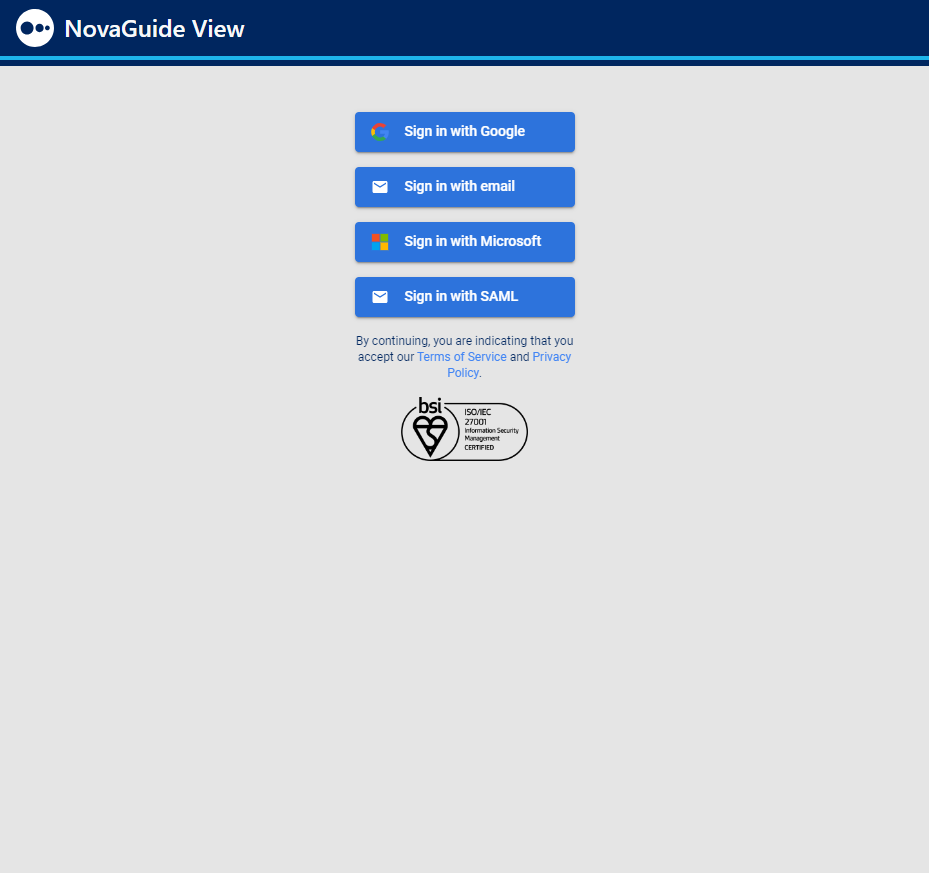 NovaGuide View
Sign in with Google
Sign in with email
Sign in with Microsoft
Sign in with SAML
By continuing, you are indicating that you
accept our Terms of Service and Privacy
Policy.
bsi
ISO/IEC
27001
Information Security
Management
CERTIFIED